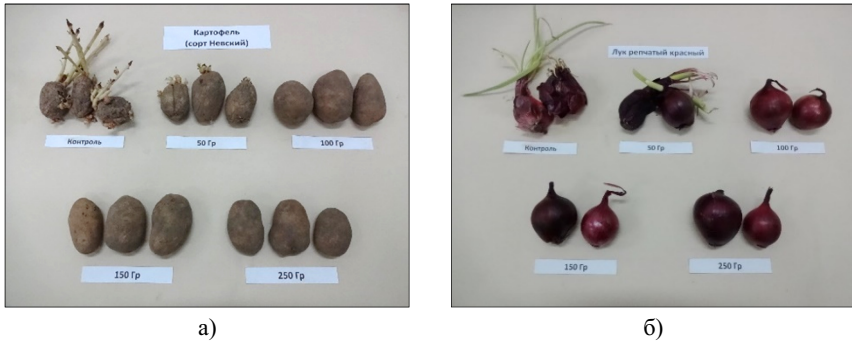 Картофель
(сорт Невский)
Контроль
50 Гр
100 Гр
150 Гр
250 Гр
Лук репчатый красный
Контроль
50 Гр
100 Гр
150 Гр
250 Гр
а)
б)